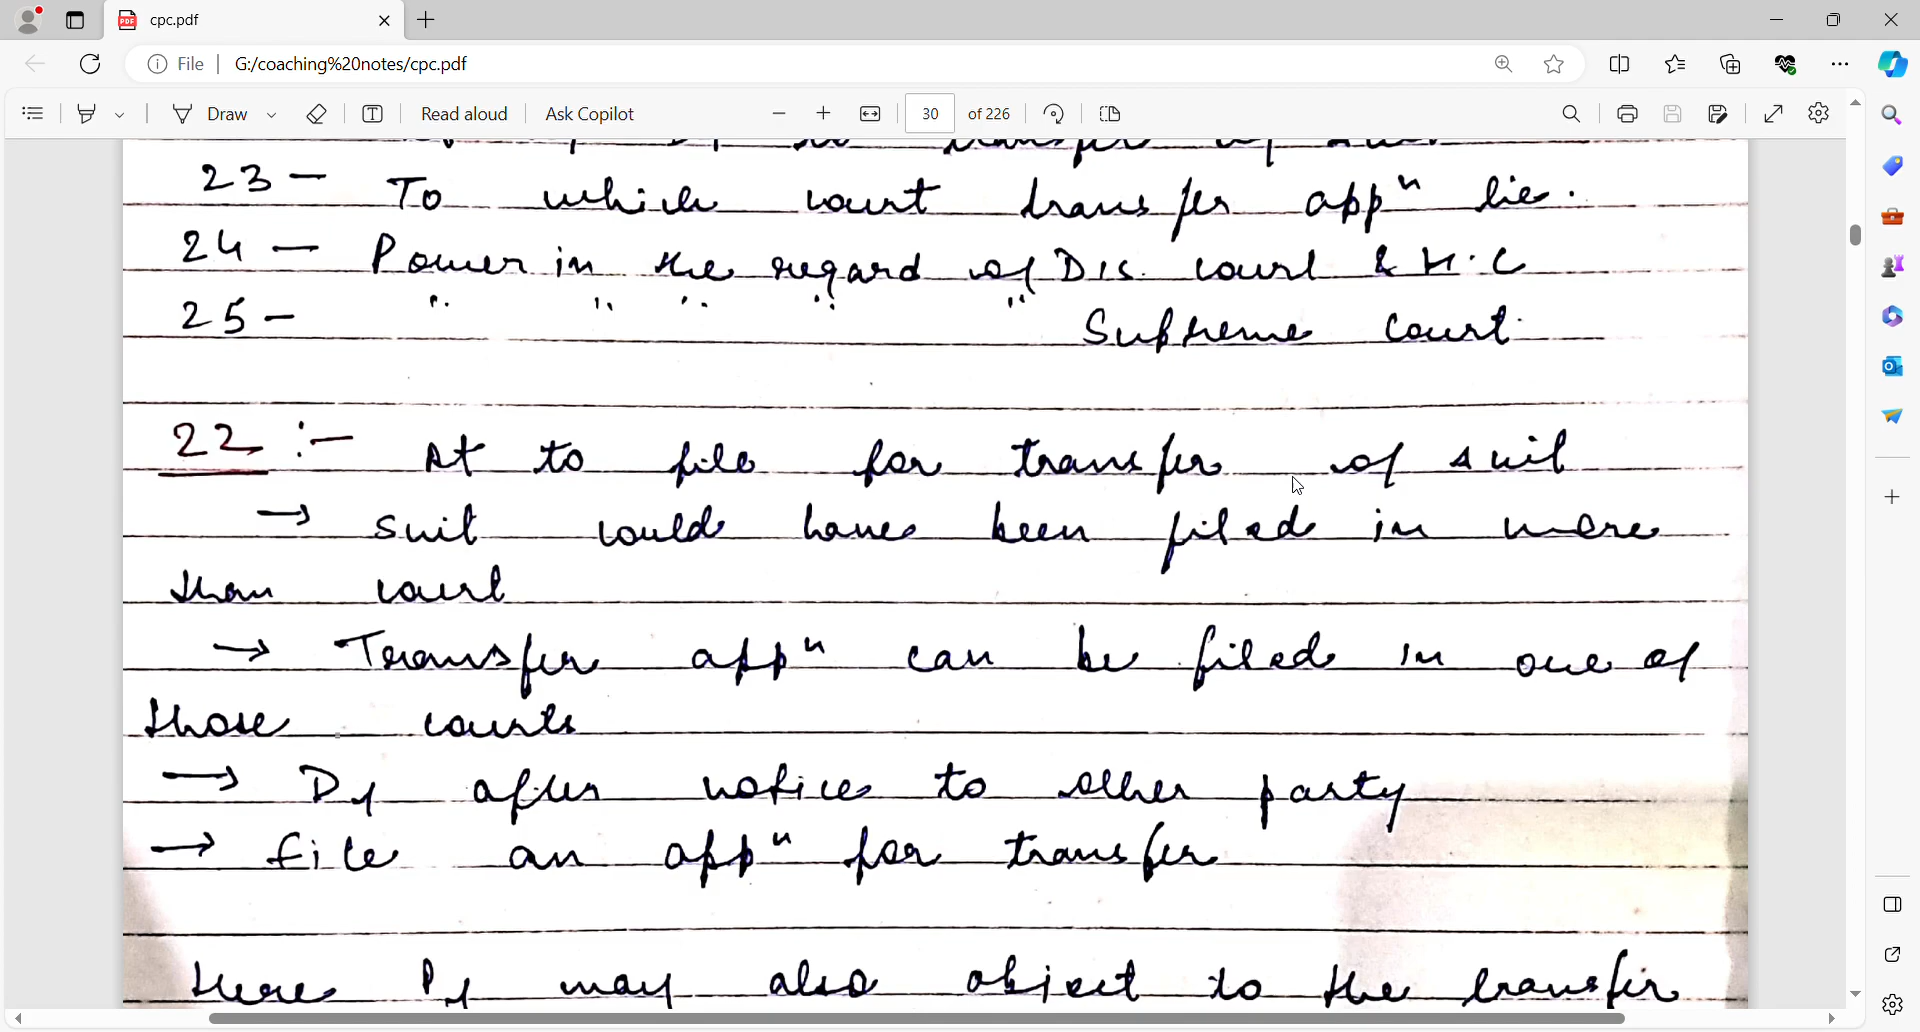 cpc.pdf
File
G:/coaching%20notes/cpc.pdf
Draw
Read aloud
Ask Copilot
30
of 226
transfer of suit
23 - To which court transfer appⁿ lie.
24 - Power in the regard of Dis. court & H.C
25 - " " " " " Supreme Court.
22 :- Rt to file for transfer of suit
→ suit could have been filed in more
than court
→ Transfer appⁿ can be filed in one of
those courts
→ Df after notice to other party
→ file an appⁿ for transfer
Here Pf may also object to the transfer